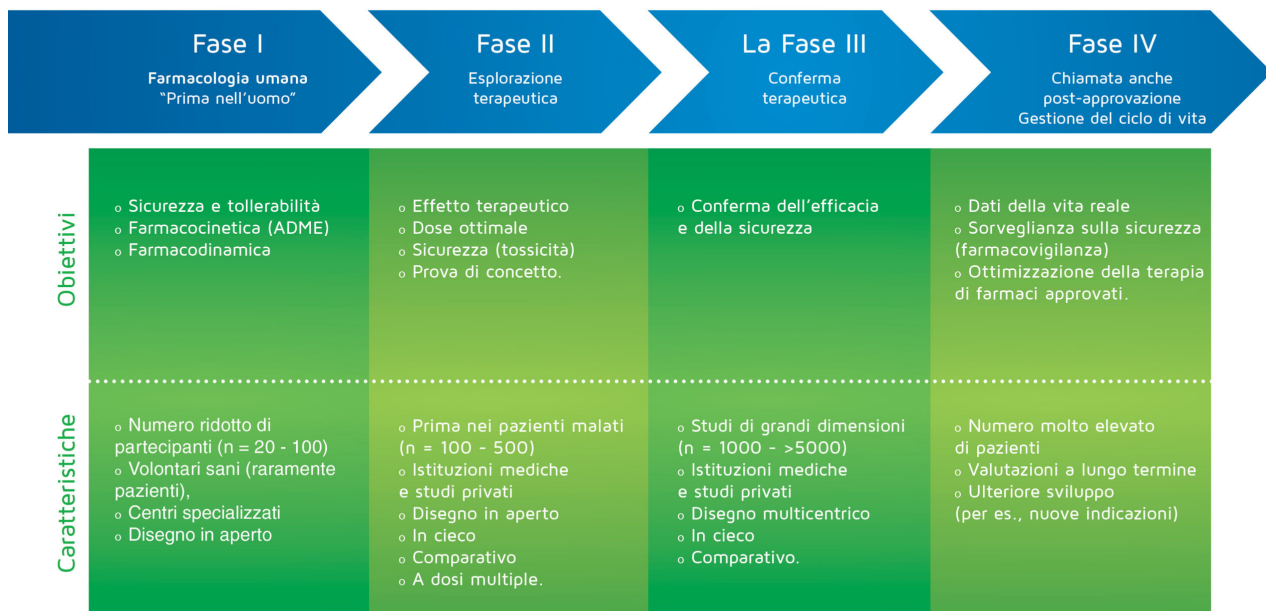 Fase I
Farmacologia umana
"Prima nell'uomo"
Fase II
Esplorazione
terapeutica
La Fase III
Conferma
terapeutica
Fase IV
Chiamata anche
post-approvazione
Gestione del ciclo di vita
Obiettivi
o Sicurezza e tollerabilità
o Farmacocinetica (ADME)
o Farmacodinamica
o Effetto terapeutico
o Dose ottimale
o Sicurezza (tossicità)
o Prova di concetto.
o Conferma dell'efficacia
e della sicurezza
o Dati della vita reale
o Sorveglianza sulla sicurezza
(farmacovigilanza)
o Ottimizzazione della terapia
di farmaci approvati.
Caratteristiche
o Numero ridotto di
partecipanti (n = 20 - 100)
o Volontari sani (raramente
pazienti),
o Centri specializzati
o Disegno in aperto
o Prima nei pazienti malati
(n = 100 - 500)
o Istituzioni mediche
e studi privati
o Disegno in aperto
o In cieco
o Comparativo
o A dosi multiple.
o Studi di grandi dimensioni
(n = 1000 - >5000)
o Istituzioni mediche
e studi privati
o Disegno multicentrico
o In cieco
o Comparativo.
o Numero molto elevato
di pazienti
o Valutazioni a lungo termine
o Ulteriore sviluppo
(per es., nuove indicazioni)